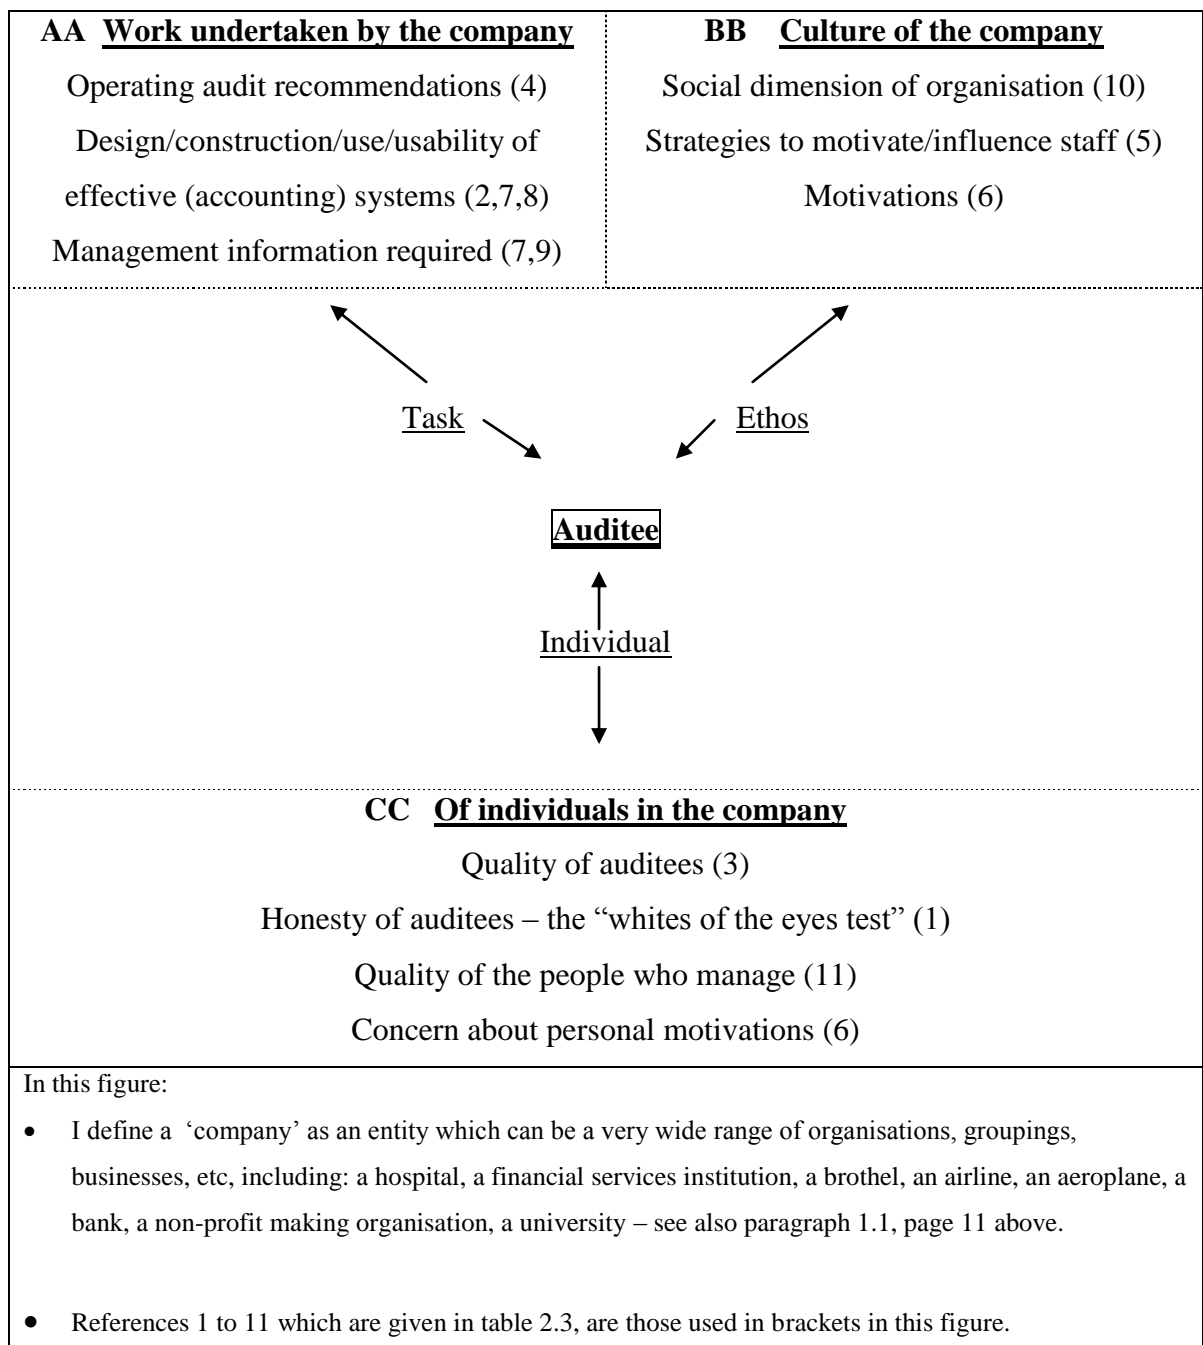 AA Work undertaken by the company
Operating audit recommendations (4)
Design/construction/use/usability of
effective (accounting) systems (2,7,8)
Management information required (7,9)
BB Culture of the company
Social dimension of organisation (10)
Strategies to motivate/influence staff (5)
Motivations (6)
Task
Ethos
Auditee
Individual
CC Of individuals in the company
Quality of auditees (3)
Honesty of auditees – the “whites of the eyes test” (1)
Quality of the people who manage (11)
Concern about personal motivations (6)
In this figure:
• I define a ‘company’ as an entity which can be a very wide range of organisations, groupings,
businesses, etc, including: a hospital, a financial services institution, a brothel, an airline, an aeroplane, a
bank, a non-profit making organisation, a university – see also paragraph 1.1, page 11 above.
• References 1 to 11 which are given in table 2.3, are those used in brackets in this figure.